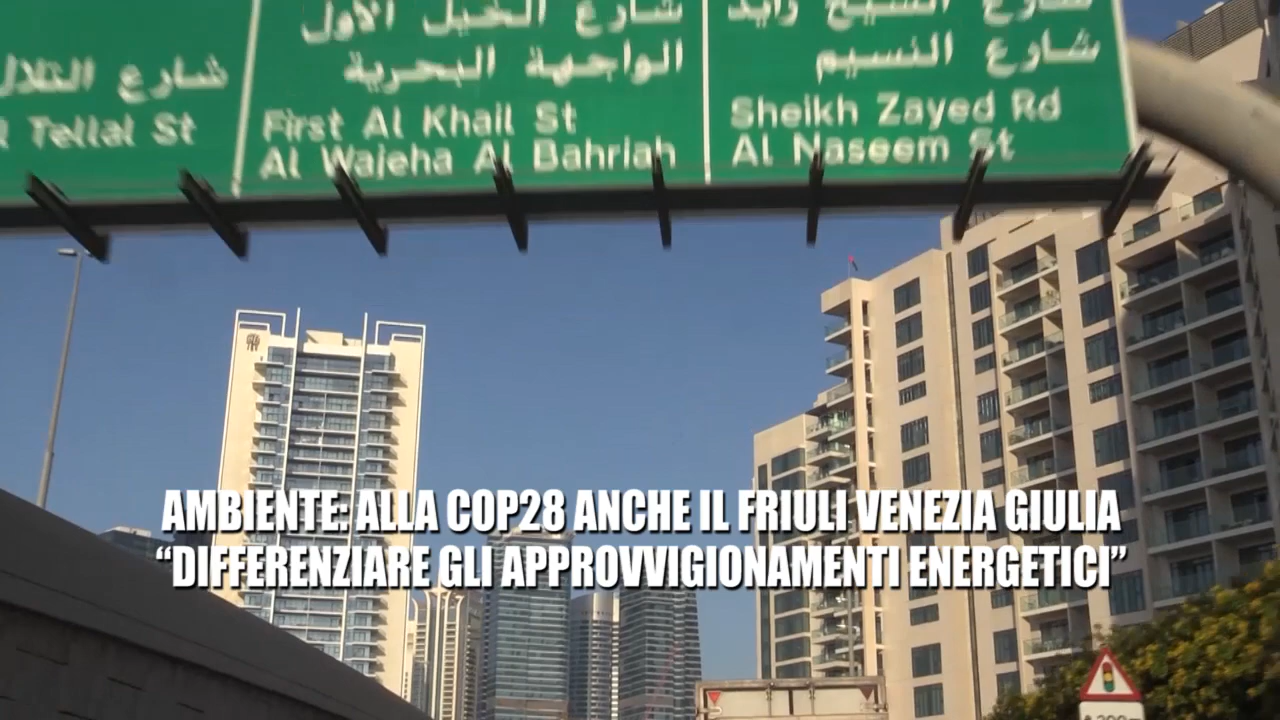 شارع التلال
Tellal St
شارع الخيل الأول
الواجهة البحرية
First Al Khail St
Al Wajeha Al Bahriah
شارع الشيخ زايد
شارع النسيم
Sheikh Zayed Rd
Al Naseem St
AMBIENTE: ALLA COP28 ANCHE IL FRIULI VENEZIA GIULIA
“DIFFERENZIARE GLI APPROVVIGIONAMENTI ENERGETICI”